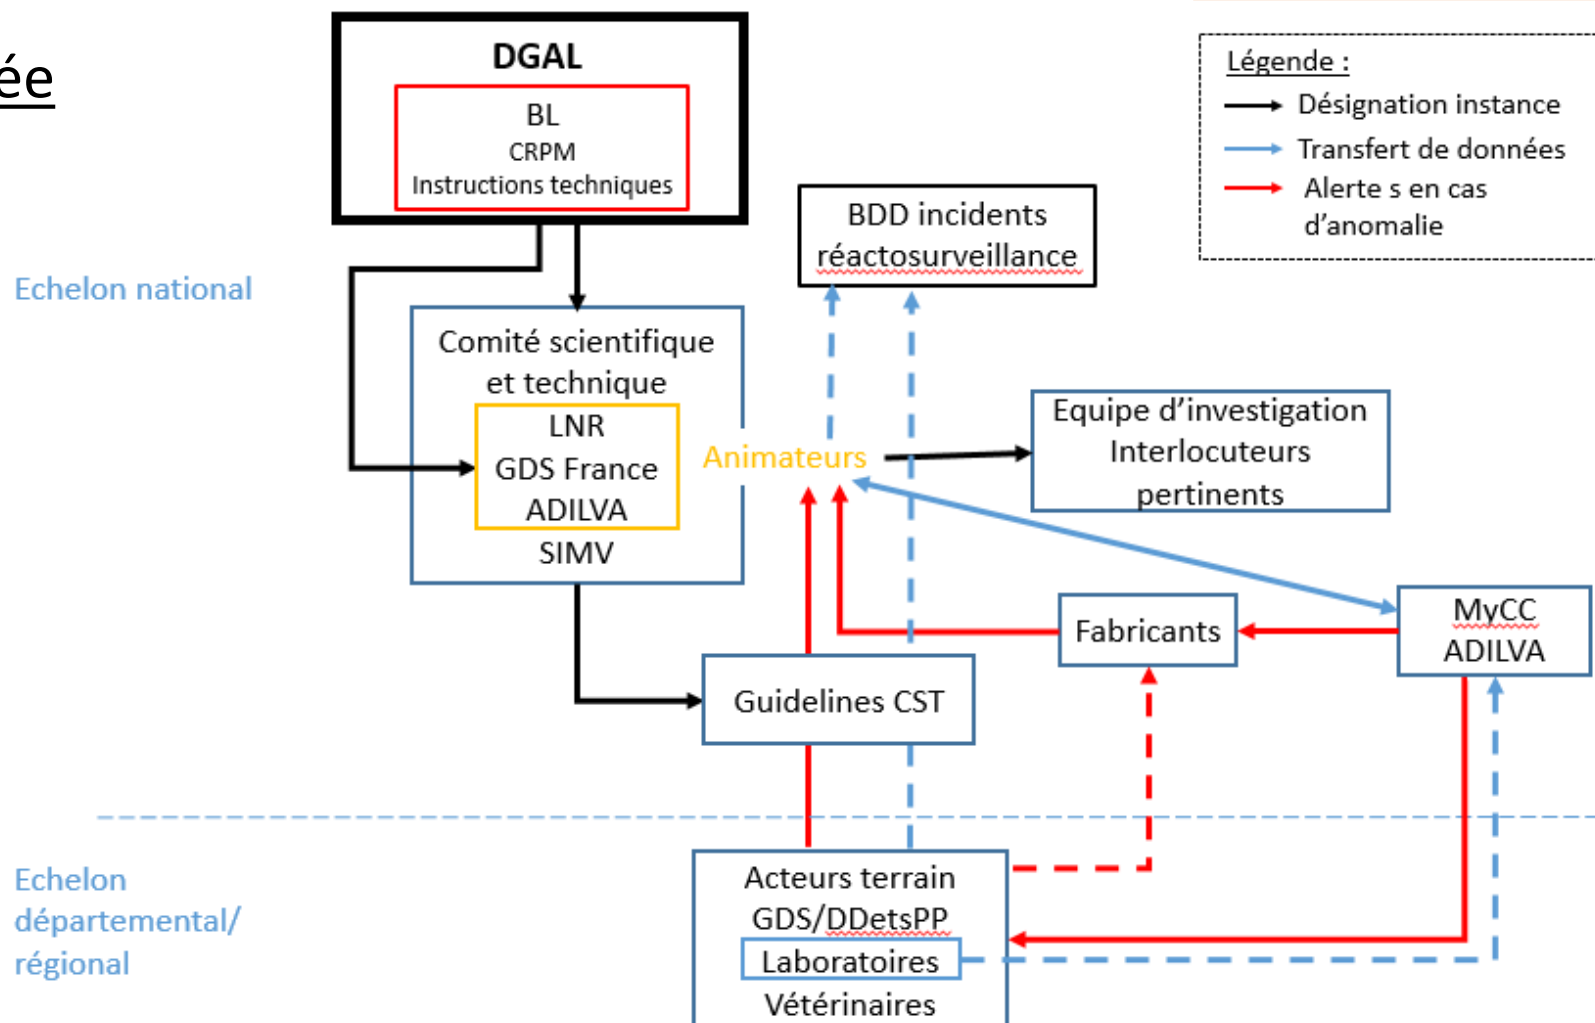 ée
DGAL
BL
CRPM
Instructions techniques
Légende :
Désignation instance
Transfert de données
Alerte s en cas
d'anomalie
BDD incidents
réactosurveillance
Echelon national
Comité scientifique
et technique
LNR
GDS France
ADILVA
SIMV
Animateurs
Equipe d'investigation
Interlocuteurs
pertinents
Fabricants
MyCC
ADILVA
Guidelines CST
Echelon
départemental/
régional
Acteurs terrain
GDS/DDetsPP
Laboratoires
Vétérinaires